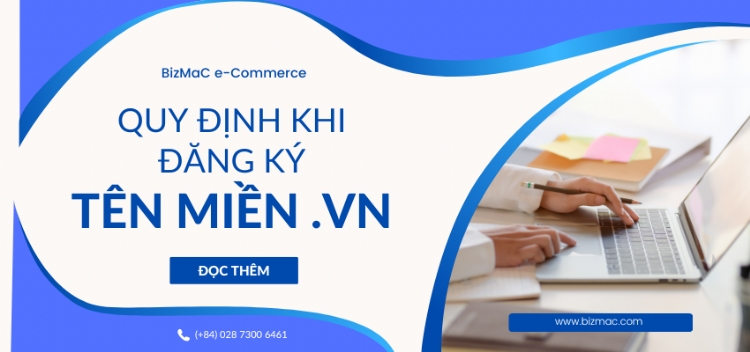 BizMaC e-Commerce
QUY ĐỊNH KHI
ĐĂNG KÝ
TÊN MIỀN .VN
ĐỌC THÊM
(+84) 028 7300 6461
www.bizmac.com